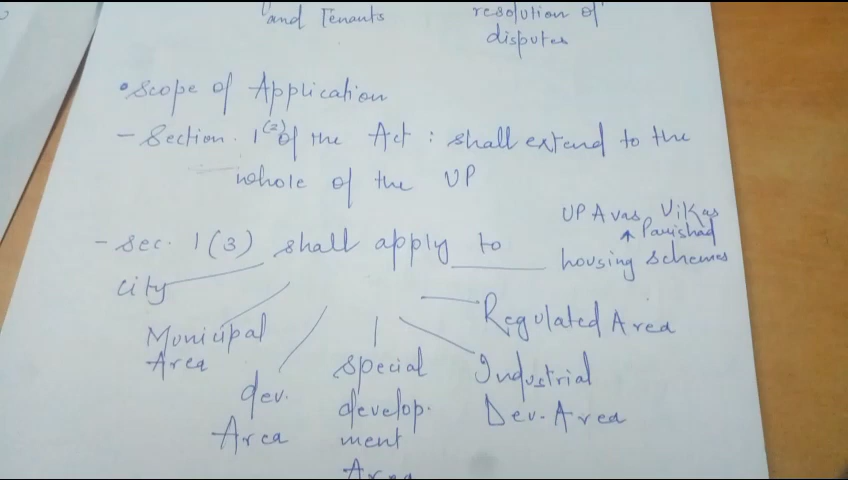 and Tenants
resolution of
disputes
• Scope of Application
- Section. 1(2) of the Act : shall extend to the
whole of the UP
- sec. 1 (3) shall apply to
UP Avas Vikas
Parishad
housing schemes
city
Municipal
Area
dev.
Area
special
develop.
ment
Area
Industrial
Dev. Area
Regulated Area